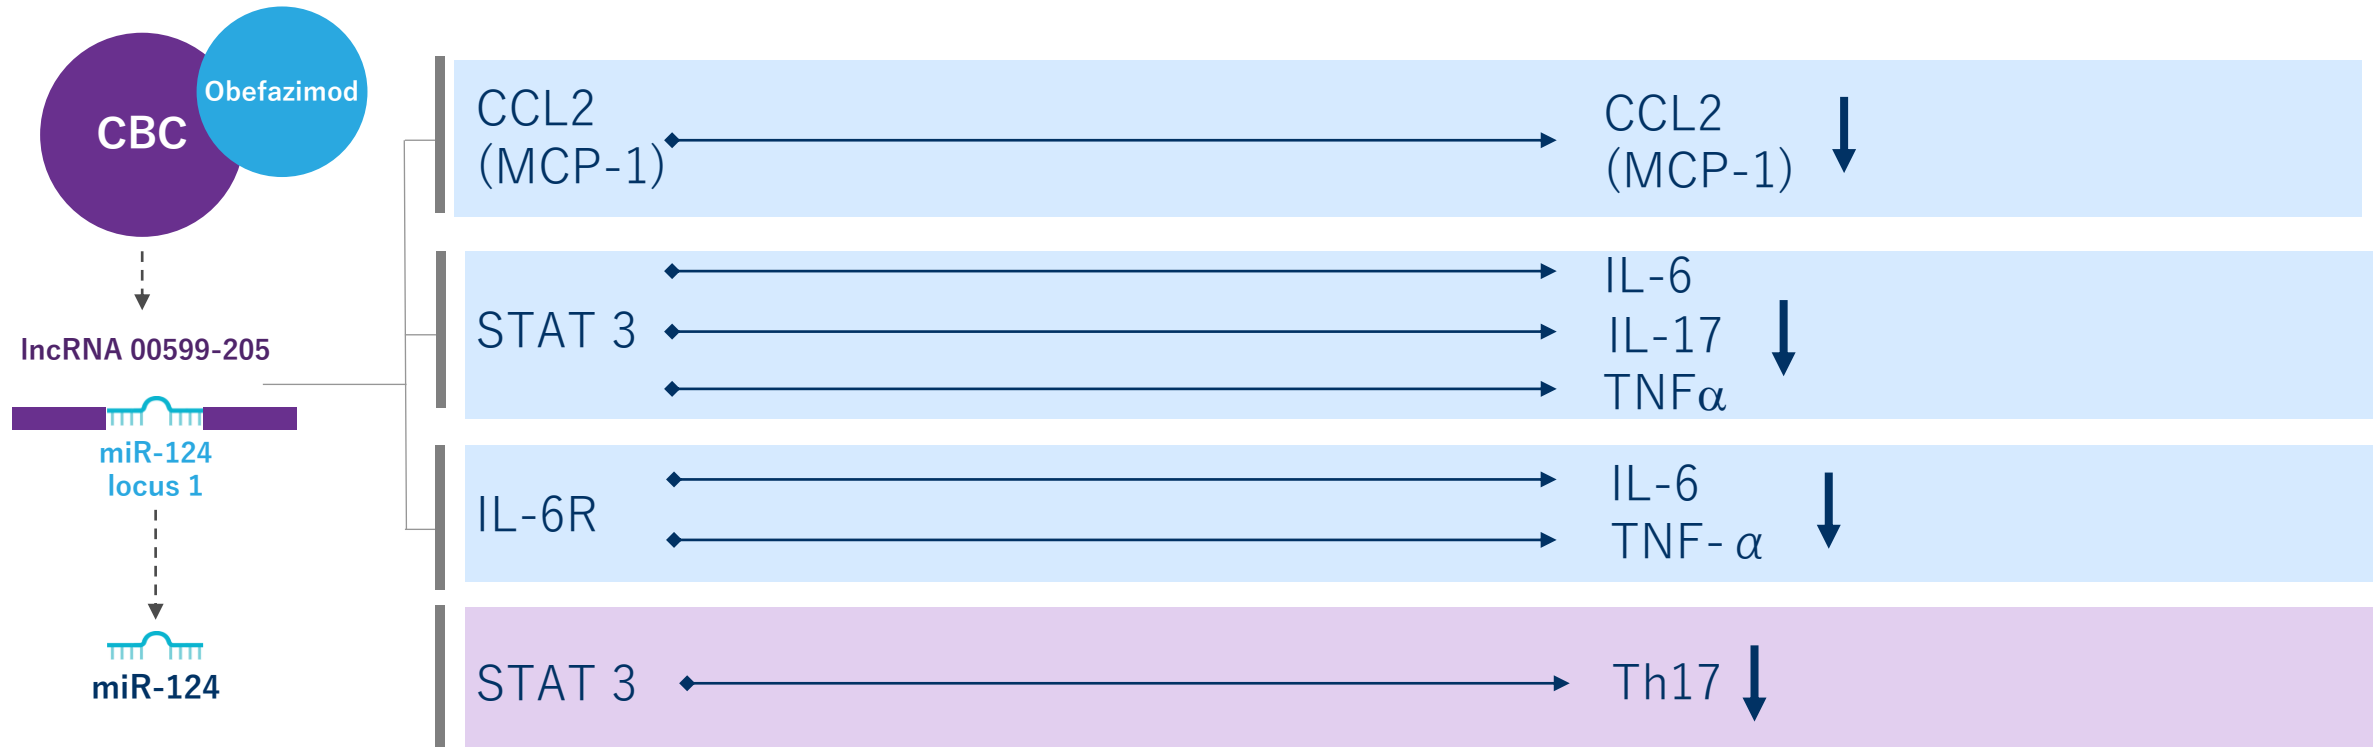 Obefazimod
CBC
lncRNA 00599-205
miR-124
locus 1
miR-124
CCL2
(MCP-1)
CCL2
(MCP-1)
STAT 3
IL-6
IL-17
TNFα
IL-6R
IL-6
TNF-α
STAT 3
Th17